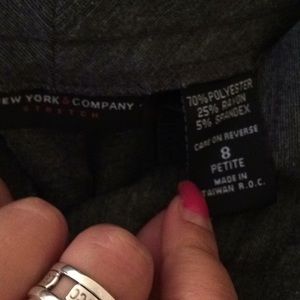 NEW YORK & COMPANY
STRETCH
70% POLYESTER
25% RAYON
5% SPANDEX
CARE ON REVERSE
8
PETITE
MADE IN
TAIWAN R.O.C.